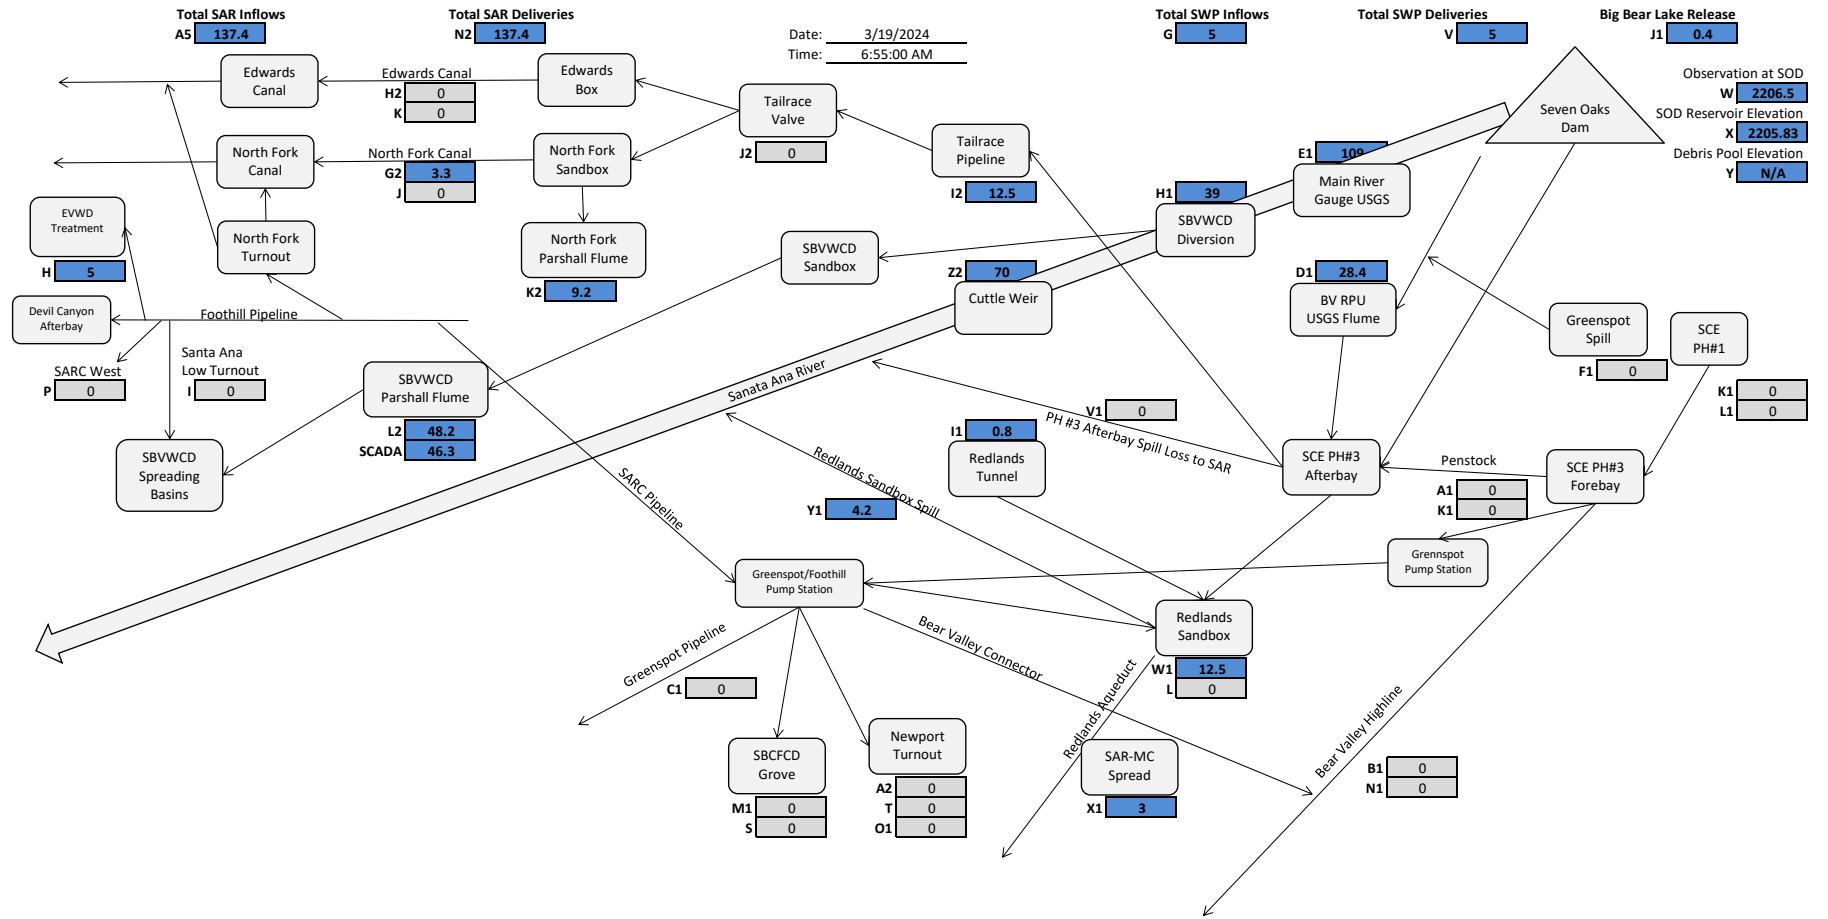 Total SAR Inflows
A5 137.4
Total SAR Deliveries
N2 137.4
Date: 3/19/2024
Time: 6:55:00 AM
Total SWP Inflows
G 5
Total SWP Deliveries
V 5
Big Bear Lake Release
J1 0.4
Observation at SOD
W 2206.5
SOD Reservoir Elevation
X 2205.83
Debris Pool Elevation
Y N/A
Seven Oaks
Dam
Edwards
Canal
Edwards Canal
H2 0
K 0
Edwards
Box
Tailrace
Valve
J2 0
Tailrace
Pipeline
I2 12.5
E1 109
Main River
Gauge USGS
H1 39
SBVWCD
Diversion
North Fork
Canal
North Fork Canal
G2 3.3
J 0
North Fork
Sandbox
EVWD
Treatment
H 5
North Fork
Turnout
North Fork
Parshall Flume
K2 9.2
SBVWCD
Sandbox
Z2 70
Cuttle Weir
D1 28.4
BV RPU
USGS Flume
Greenspot
Spill
F1 0
SCE
PH#1
K1 0
L1 0
Devil Canyon
Afterbay
Foothill Pipeline
SARC West
P 0
Santa Ana
Low Turnout
I 0
SBVWCD
Parshall Flume
L2 48.2
SCADA 46.3
Sanata Ana River
V1 0
PH #3 Afterbay Spill Loss to SAR
I1 0.8
Redlands
Tunnel
SCE PH#3
Afterbay
Penstock
A1 0
K1 0
SCE PH#3
Forebay
SBVWCD
Spreading
Basins
SARC Pipeline
Redlands Sandbox Spill
Y1 4.2
Grennspot
Pump Station
Greenspot/Foothill
Pump Station
Redlands
Sandbox
W1 12.5
L 0
Greenspot Pipeline
C1 0
Bear Valley Connector
Redlands Aqueduct
Bear Valley Highline
SBCFCD
Grove
M1 0
S 0
Newport
Turnout
A2 0
T 0
O1 0
SAR-MC
Spread
X1 3
B1 0
N1 0